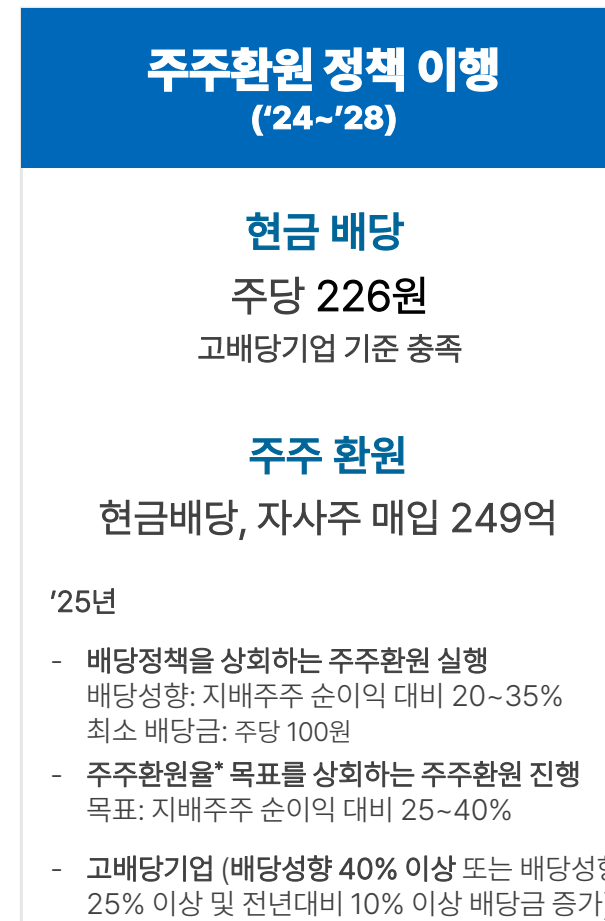 주주환원 정책 이행
(‘24~’28)
현금 배당
주당 226원
고배당기업 기준 충족
주주 환원
현금배당, 자사주 매입 249억
’25년
- 배당정책을 상회하는 주주환원 실행
배당성향: 지배주주 순이익 대비 20~35%
최소 배당금: 주당 100원
- 주주환원율* 목표를 상회하는 주주환원 진행
목표: 지배주주 순이익 대비 25~40%
- 고배당기업 (배당성향 40% 이상 또는 배당성향
25% 이상 및 전년대비 10% 이상 배당금 증가